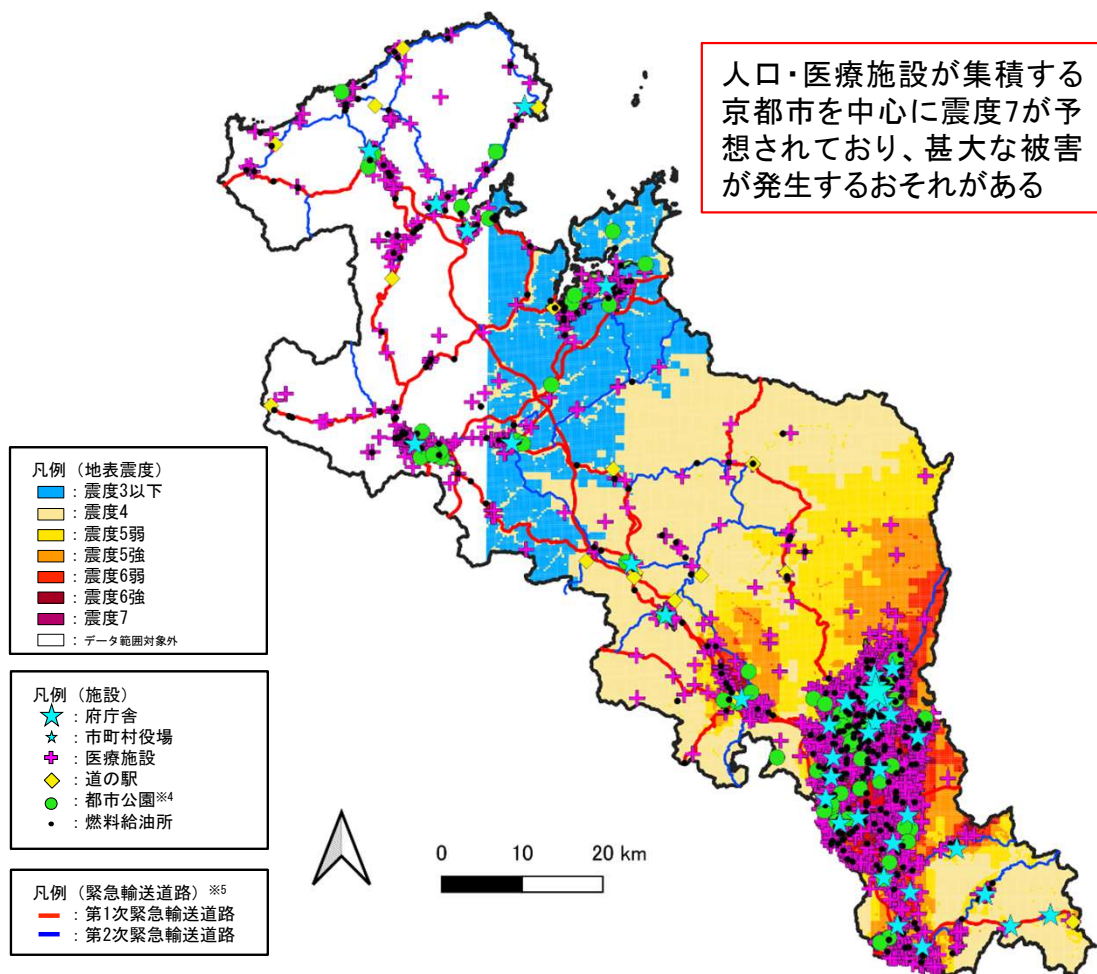 人口・医療施設が集積する
京都市を中心に震度7が予
想されており、甚大な被害
が発生するおそれがある
凡例（地表震度）
：震度3以下
：震度4
：震度5弱
：震度5強
：震度6弱
：震度6強
：震度7
：データ範囲対象外
凡例（施設）
：府庁舎
：市町村役場
：医療施設
：道の駅
：都市公園※4
：燃料給油所
凡例（緊急輸送道路）※5
：第1次緊急輸送道路
：第2次緊急輸送道路
0 10 20 km